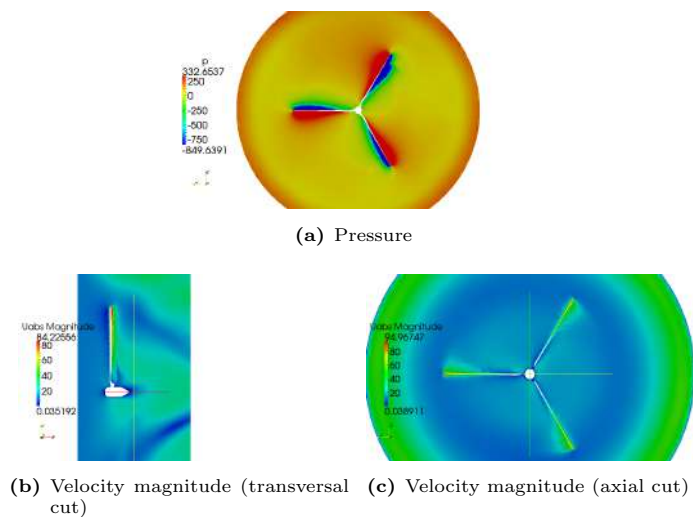 p
332.6537
250
0
-250
-500
-750
-849.6391
(a) Pressure
Uabs Magnitude
84.22556
80
60
40
20
0.035192
Uabs Magnitude
94.96747
80
60
40
20
0.038911
(b) Velocity magnitude (transversal
cut)
(c) Velocity magnitude (axial cut)